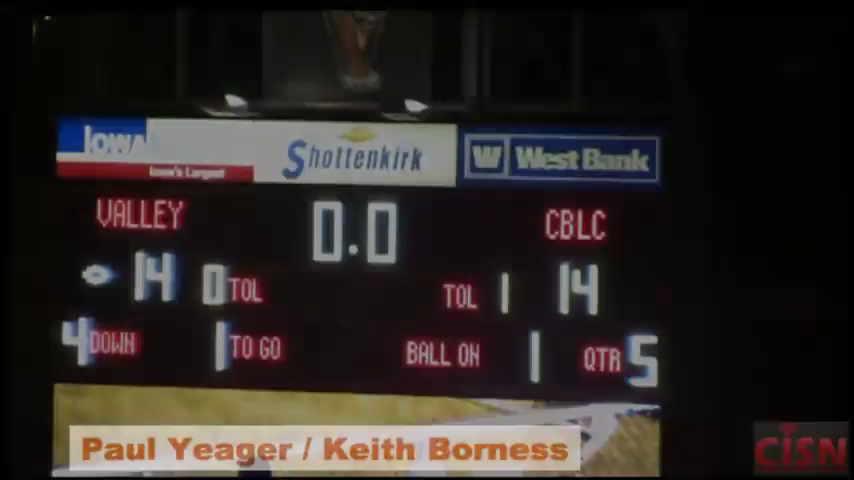 IOWA
Iowa's Largest
Shottenkirk
W West Bank
VALLEY 0.0 CBLC
14 0 TOL TOL 1 14
4 DOWN 1 TO GO BALL ON 1 QTR 5
Paul Yeager / Keith Borness
CISN